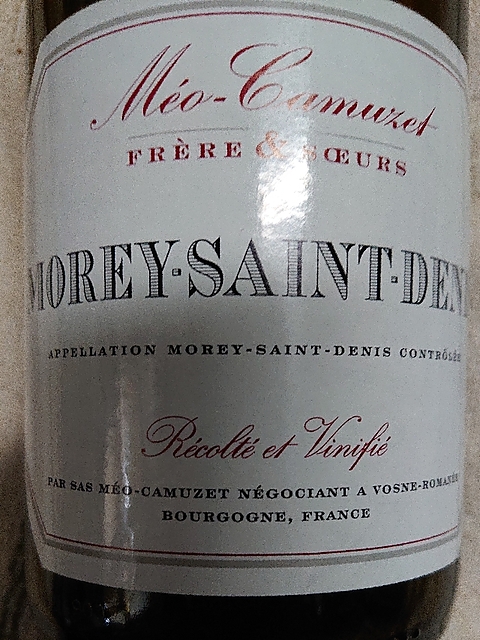 Méo-Camuzet
FRÈRE & SŒURS
MOREY-SAINT-DENI
APPELLATION MOREY-SAINT-DENIS CONTRÔLÉE
Récolté et Vinifié
PAR SAS MÉO-CAMUZET NÉGOCIANT A VOSNE-ROMANÉE
BOURGOGNE, FRANCE